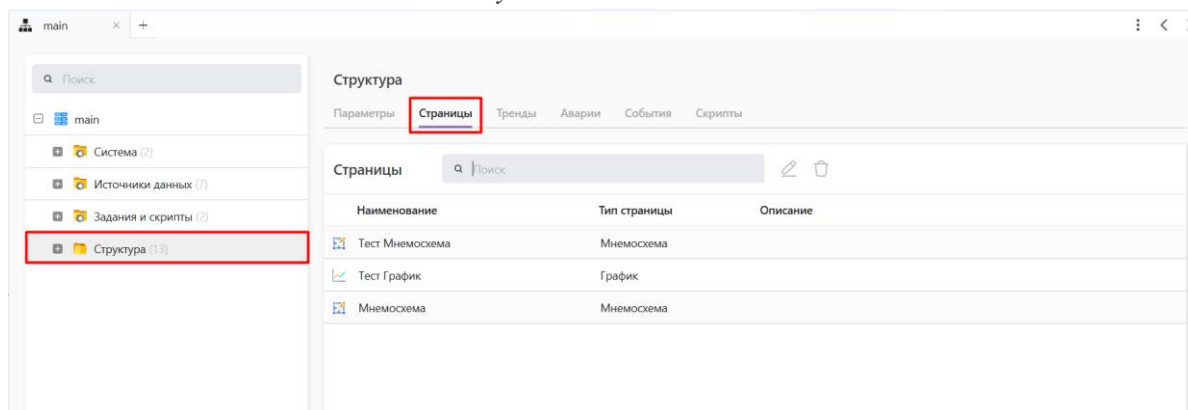 main × +
Поиск
main
Система (2)
Источники данных (7)
Задания и скрипты (2)
Структура (13)
Структура
Параметры Страницы Тренды Аварии События Скрипты
Страницы Поиск
Наименование Тип страницы Описание
Тест Мнемосхема Мнемосхема
Тест График График
Мнемосхема Мнемосхема